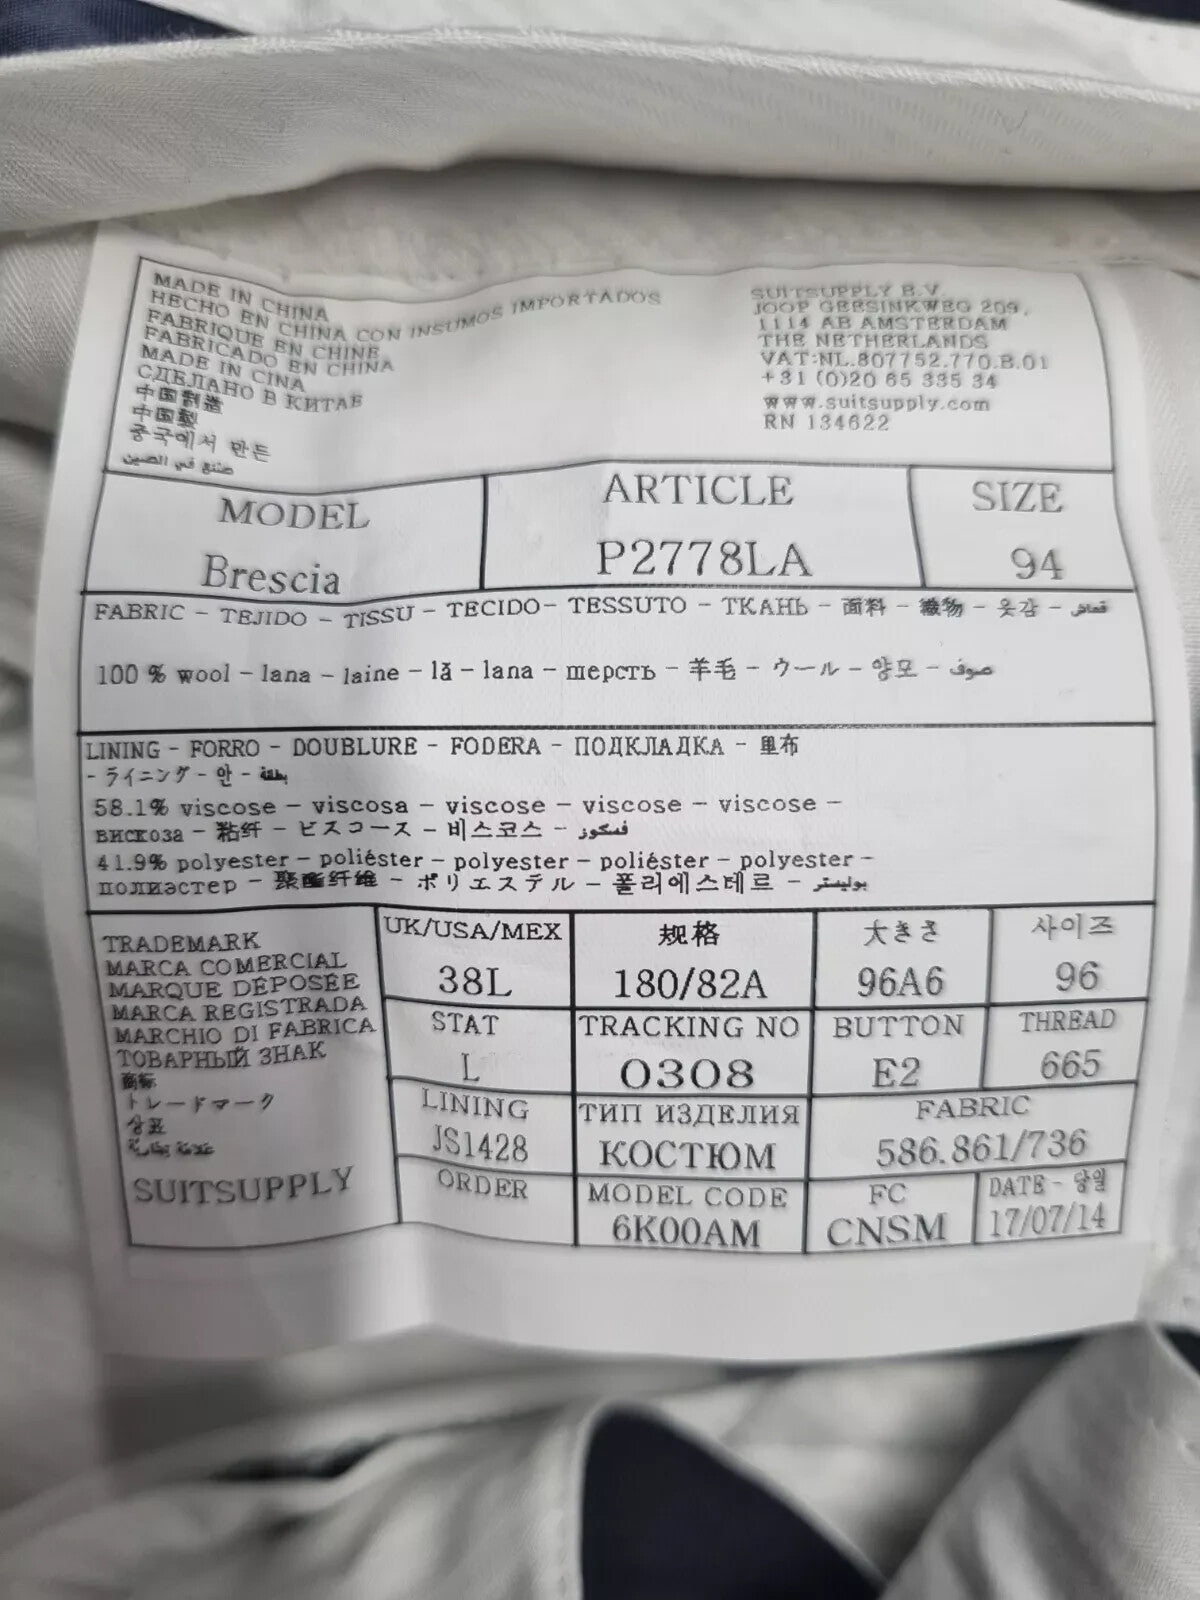 MADE IN CHINA
HECHO EN CHINA CON INSUMOS IMPORTADOS
FABRIQUE EN CHINE
FABRICADO EN CHINA
MADE IN CINA
СДЕЛАНО В КИТАЕ
中国制造
中国製
중국에서 만든
صنع في الصين
SUITSUPPLY B.V.
JOOP GEESINKWEG 209,
1114 AB AMSTERDAM
THE NETHERLANDS
VAT:NL.807752.770.B.01
+31 (0)20 65 335 34
www.suitsupply.com
RN 134622
MODEL
Brescia
ARTICLE
P2778LA
SIZE
94
FABRIC - TEJIDO - TISSU - TECIDO- TESSUTO - ТКАНЬ - 面料 - 織物 - 옷감 - قماش
100 % wool - lana - laine - lã - lana - шерсть - 羊毛 - ウール - 양모 - صوف
LINING - FORRO - DOUBLURE - FODERA - ПОДКЛАДКА - 里布
- ライニング - 안 - بطانة
58.1% viscose - viscosa - viscose - viscose - viscose -
вискоза - 粘纤 - ビスコース - 비스코스 - فسكوز
41.9% polyester - poliéster - polyester - poliéster - polyester -
полиэстер - 聚酯纤维 - ポリエステル - 폴리에스테르 - بوليستر
TRADEMARK
MARCA COMERCIAL
MARQUE DÉPOSÉE
MARCA REGISTRADA
MARCHIO DI FABRICA
ТОВАРНЫЙ ЗНАК
商标
トレードマーク
상표
علامة تجارية
SUITSUPPLY
UK/USA/MEX
38L
规格
180/82A
大きさ
96A6
사이즈
96
STAT
L
TRACKING NO
0308
BUTTON
E2
THREAD
665
LINING
JS1428
ТИП ИЗДЕЛИЯ
КОСТЮМ
FABRIC
586.861/736
ORDER
MODEL CODE
6K00AM
FC
CNSM
DATE - 당일
17/07/14